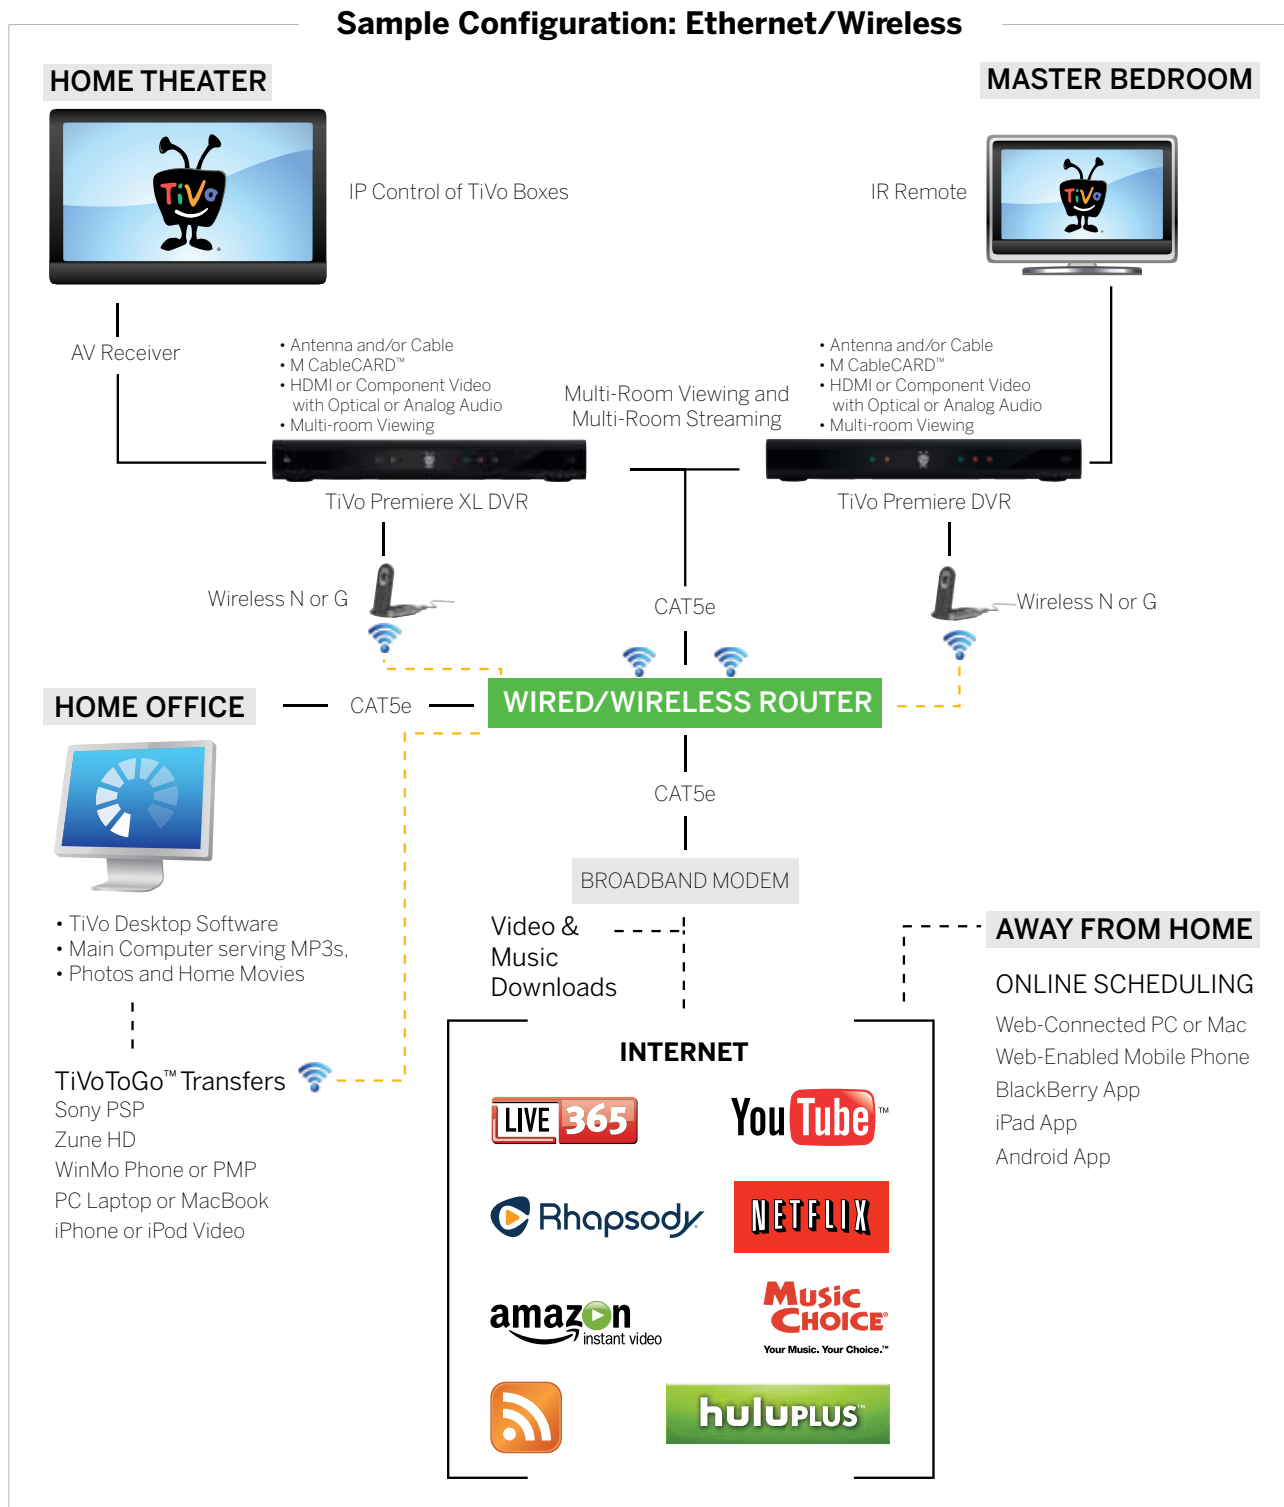 Sample Configuration: Ethernet/Wireless
HOME THEATER
MASTER BEDROOM
TiVo
®
IP Control of TiVo Boxes
IR Remote
TiVo
AV Receiver
• Antenna and/or Cable
• M CableCARD™
• HDMI or Component Video
with Optical or Analog Audio
• Multi-room Viewing
Multi-Room Viewing and
Multi-Room Streaming
• Antenna and/or Cable
• M CableCARD™
• HDMI or Component Video
with Optical or Analog Audio
• Multi-room Viewing
TiVo Premiere XL DVR
TiVo Premiere DVR
Wireless N or G
CAT5e
Wireless N or G
HOME OFFICE
CAT5e
WIRED/WIRELESS ROUTER
CAT5e
BROADBAND MODEM
• TiVo Desktop Software
• Main Computer serving MP3s,
• Photos and Home Movies
Video &
Music
Downloads
AWAY FROM HOME
ONLINE SCHEDULING
Web-Connected PC or Mac
Web-Enabled Mobile Phone
BlackBerry App
iPad App
Android App
TiVoToGo™ Transfers
Sony PSP
Zune HD
WinMo Phone or PMP
PC Laptop or MacBook
iPhone or iPod Video
INTERNET
LIVE 365
YouTube™
Rhapsody
NETFLIX
amazon
instant video
MUSIC
CHOICE®
Your Music. Your Choice.™
huluPLUS™